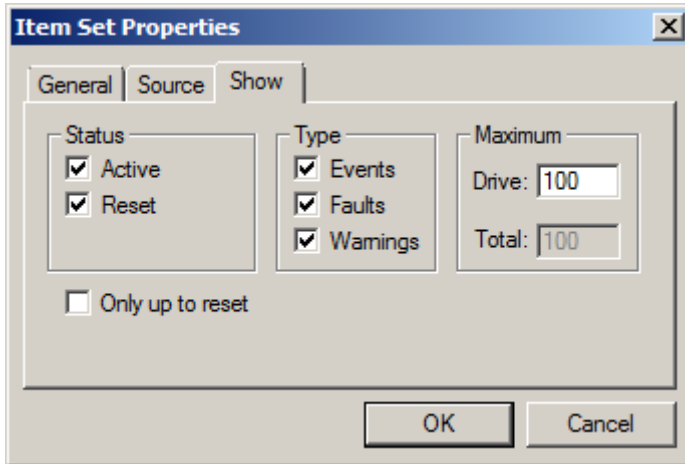 Item Set Properties
General Source Show
Status
Active
Reset
Type
Events
Faults
Warnings
Maximum
Drive: 100
Total: 100
Only up to reset
OK Cancel